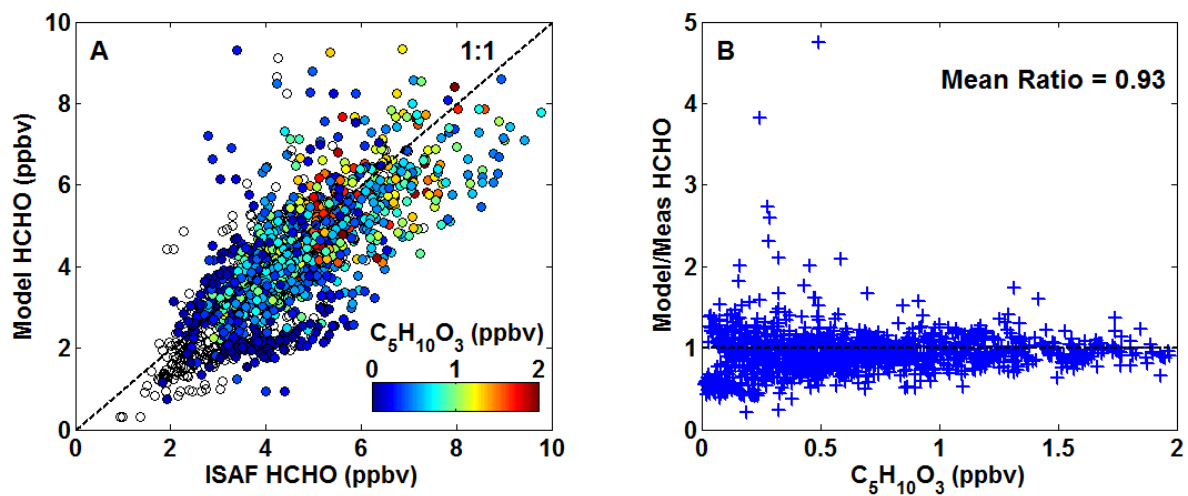 A
1:1
10
8
6
4
2
0
Model HCHO (ppbv)
C₅H₁₀O₃ (ppbv)
0 1 2
0 2 4 6 8 10
ISAF HCHO (ppbv)
B
Mean Ratio = 0.93
5
4
3
2
1
0
Model/Meas HCHO
0 0.5 1 1.5 2
C₅H₁₀O₃ (ppbv)